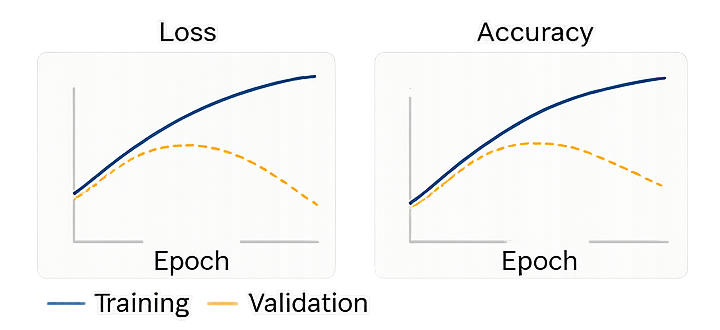 Loss Accuracy
Epoch Epoch
Training Validation